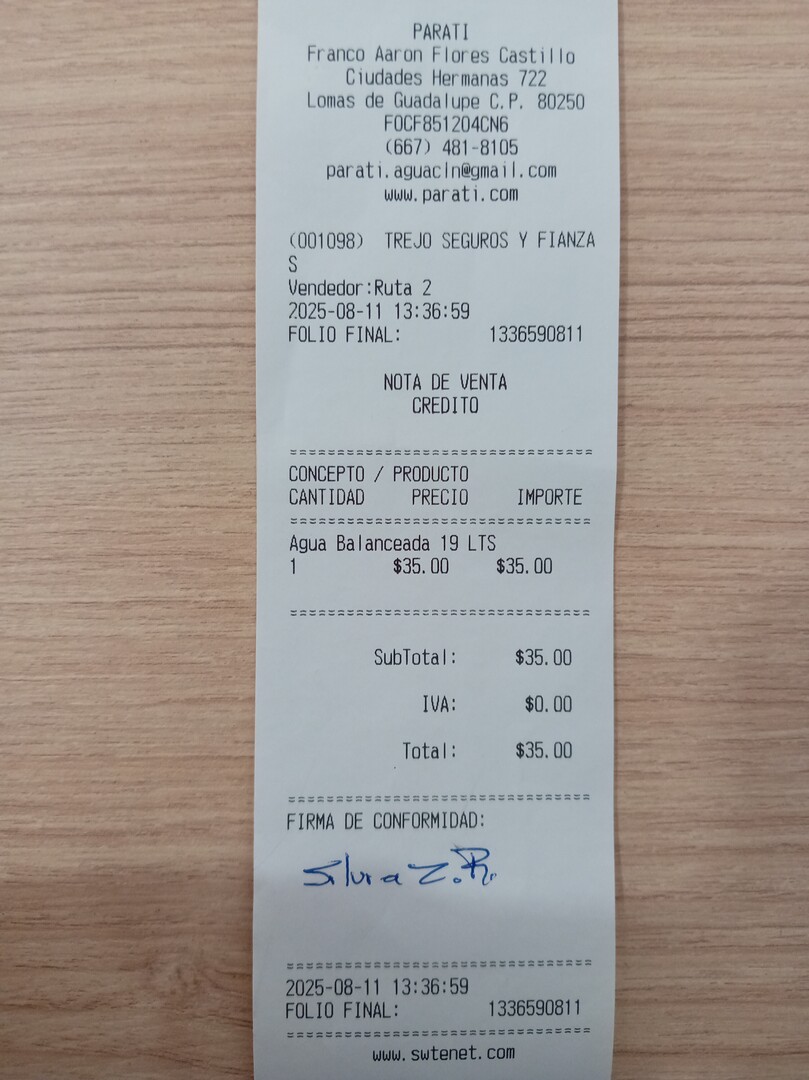 PARATI
Franco Aaron Flores Castillo
Ciudades Hermanas 722
Lomas de Guadalupe C.P. 80250
FOCF851204CN6
(667) 481-8105
parati.aguacln@gmail.com
www.parati.com
(001098) TREJO SEGUROS Y FIANZA
S
Vendedor:Ruta 2
2025-08-11 13:36:59
FOLIO FINAL: 1336590811
NOTA DE VENTA
CREDITO
================================
CONCEPTO / PRODUCTO
CANTIDAD PRECIO IMPORTE
================================
Agua Balanceada 19 LTS
1 $35.00 $35.00
================================
SubTotal: $35.00
IVA: $0.00
Total: $35.00
================================
FIRMA DE CONFORMIDAD:
Silvia Z.R.
================================
2025-08-11 13:36:59
FOLIO FINAL: 1336590811
================================
www.swtenet.com